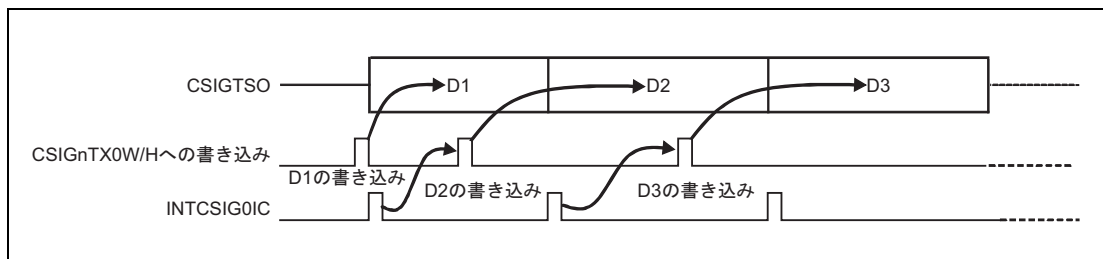 CSIGTSO
D1
D2
D3
CSIGnTX0W/Hへの書き込み
D1の書き込み
D2の書き込み
D3の書き込み
INTCSIG0IC